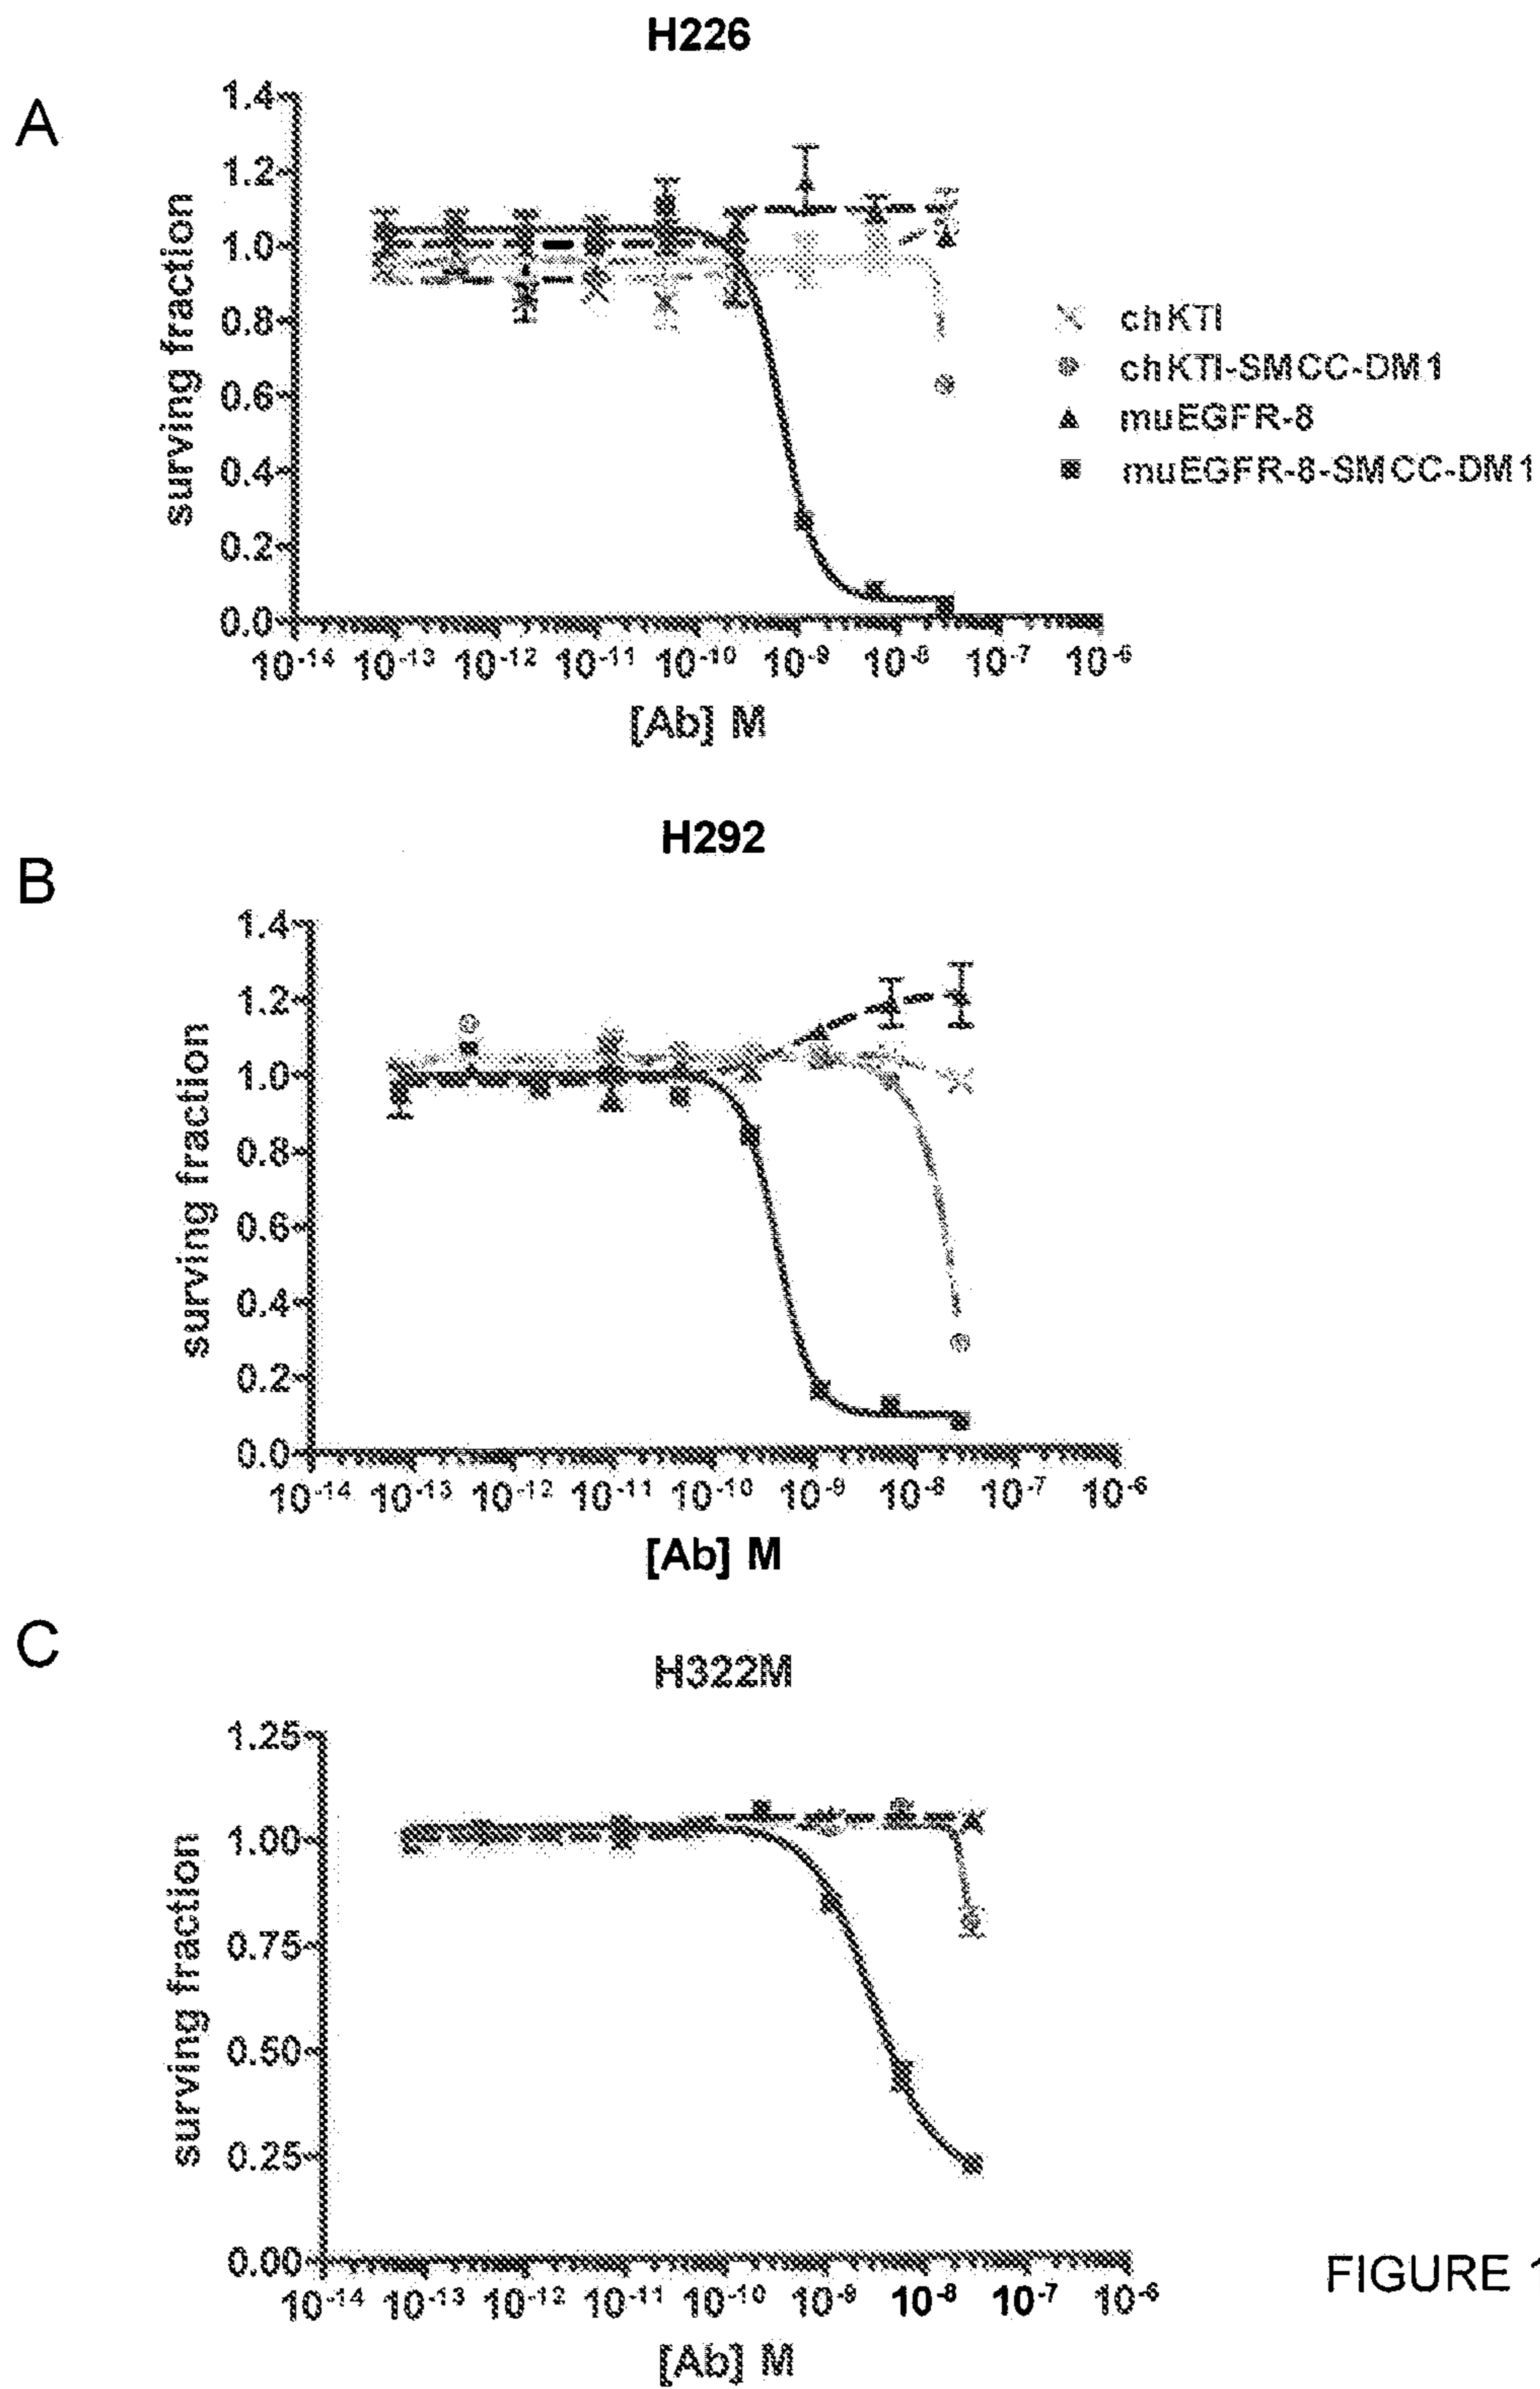 H226
A
1.4
1.2
1.0
0.8
0.6
0.4
0.2
0.0
surving fraction
10-14 10-13 10-12 10-11 10-10 10-9 10-8 10-7 10-6
[Ab] M
chKTI
chKTI-SMCC-DM1
muEGFR-8
muEGFR-8-SMCC-DM1
H292
B
1.4
1.2
1.0
0.8
0.6
0.4
0.2
0.0
surving fraction
10-14 10-13 10-12 10-11 10-10 10-9 10-8 10-7 10-6
[Ab] M
C
H322M
1.25
1.00
0.75
0.50
0.25
0.00
surving fraction
10-14 10-13 10-12 10-11 10-10 10-9 10-8 10-7 10-6
[Ab] M
FIGURE 1